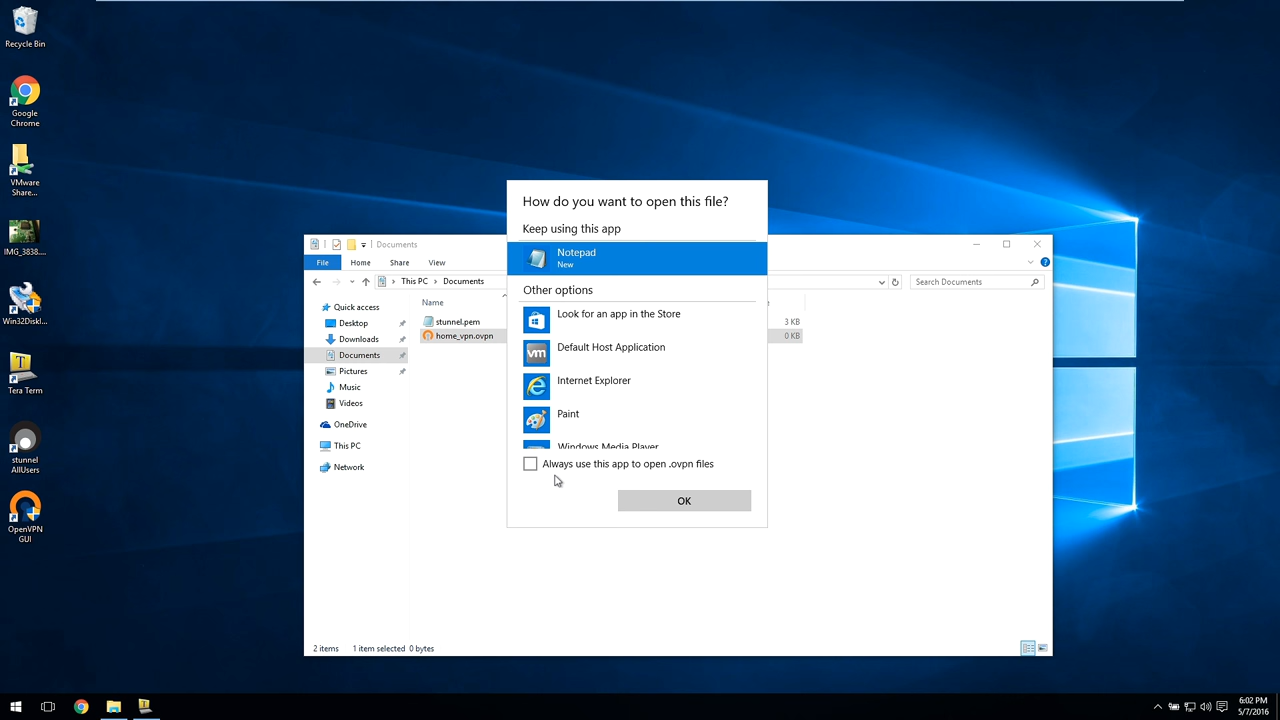 Recycle Bin
Google
Chrome
VMware
Share...
IMG_3838....
Win32DiskI...
Tera Term
stunnel
AllUsers
OpenVPN
GUI
Documents
File
Home
Share
View
This PC
Documents
Search Documents
Quick access
Desktop
Downloads
Documents
Pictures
Music
Videos
OneDrive
This PC
Network
Name
stunnel.pem
3 KB
home_vpn.ovpn
0 KB
How do you want to open this file?
Keep using this app
Notepad
New
Other options
Look for an app in the Store
vm
Default Host Application
Internet Explorer
Paint
Windows Media Player
Always use this app to open .ovpn files
OK
2 items
1 item selected 0 bytes
6:02 PM
5/7/2016